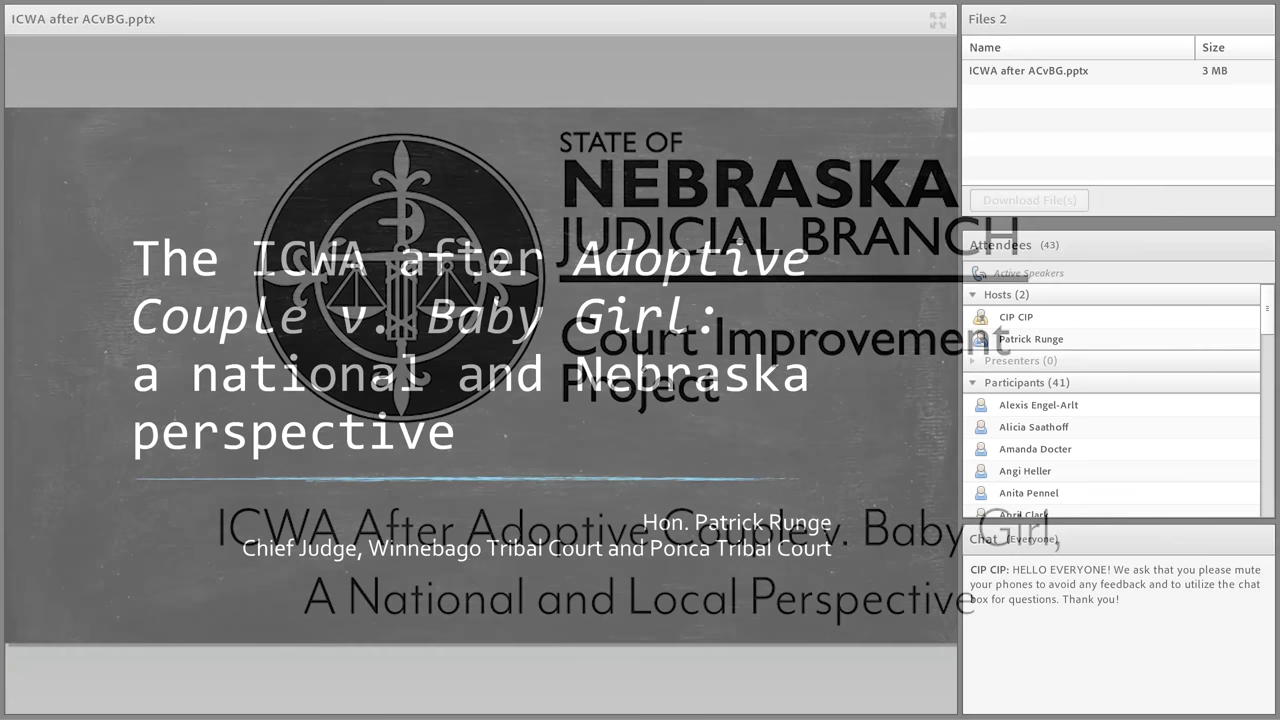 ICWA after ACvBG.pptx
STATE OF
NEBRASKA
JUDICIAL BRANCH
Court Improvement
Project
The ICWA after Adoptive
Couple v. Baby Girl:
a national and Nebraska
perspective
Hon. Patrick Runge
Chief Judge, Winnebago Tribal Court and Ponca Tribal Court
ICWA After Adoptive Couple v. Baby Girl,
A National and Local Perspective
Files 2
Name Size
ICWA after ACvBG.pptx 3 MB
Download File(s)
Attendees (43)
Active Speakers
Hosts (2)
CIP CIP
Patrick Runge
Presenters (0)
Participants (41)
Alexis Engel-Arlt
Alicia Saathoff
Amanda Docter
Angi Heller
Anita Pennel
April Clark
Chat (Everyone)
CIP CIP: HELLO EVERYONE! We ask that you please mute
your phones to avoid any feedback and to utilize the chat
box for questions. Thank you!